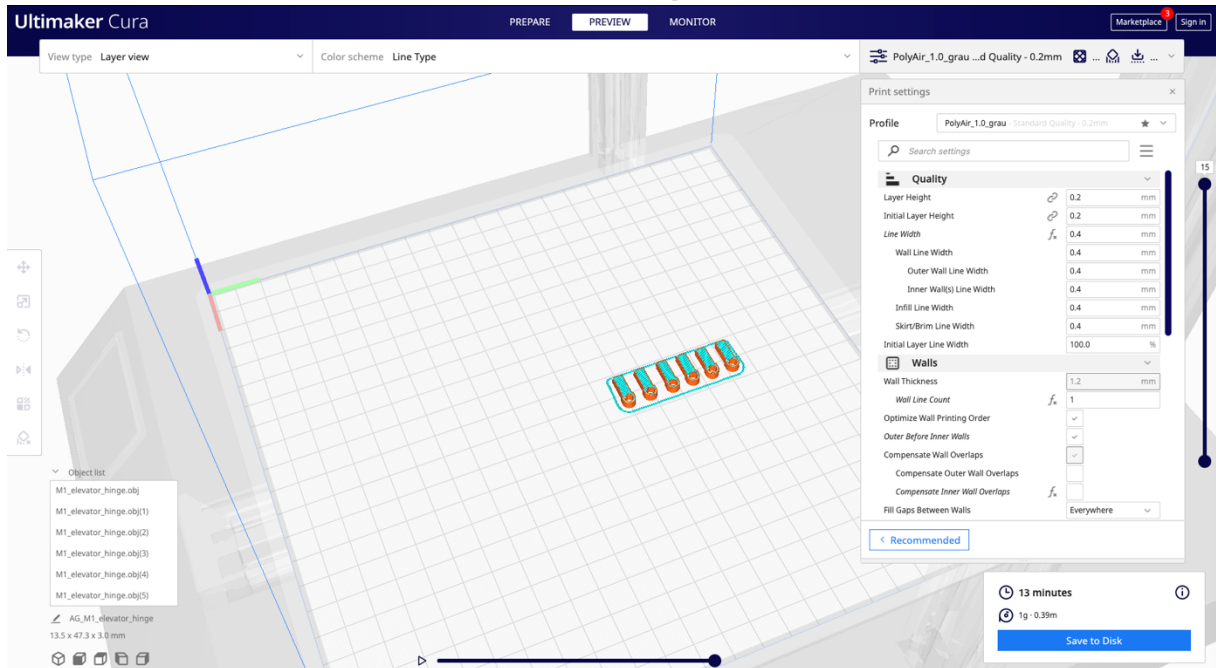 Ultimaker Cura
PREPARE PREVIEW MONITOR
3
Marketplace Sign in
View type Layer view
Color scheme Line Type
PolyAir_1.0_grau ...d Quality - 0.2mm ... ...
Print settings
Profile PolyAir_1.0_grau - Standard Quality - 0.2mm
Search settings
15
Quality
Layer Height 0.2 mm
Initial Layer Height 0.2 mm
Line Width 0.4 mm
Wall Line Width 0.4 mm
Outer Wall Line Width 0.4 mm
Inner Wall(s) Line Width 0.4 mm
Infill Line Width 0.4 mm
Skirt/Brim Line Width 0.4 mm
Initial Layer Line Width 100.0 %
Walls
Wall Thickness 1.2 mm
Wall Line Count 1
Optimize Wall Printing Order
Outer Before Inner Walls
Compensate Wall Overlaps
Compensate Outer Wall Overlaps
Compensate Inner Wall Overlaps
Fill Gaps Between Walls Everywhere
Recommended
Object list
M1_elevator_hinge.obj
M1_elevator_hinge.obj(1)
M1_elevator_hinge.obj(2)
M1_elevator_hinge.obj(3)
M1_elevator_hinge.obj(4)
M1_elevator_hinge.obj(5)
AG_M1_elevator_hinge
13.5 x 47.3 x 3.0 mm
13 minutes
1g · 0.39m
Save to Disk